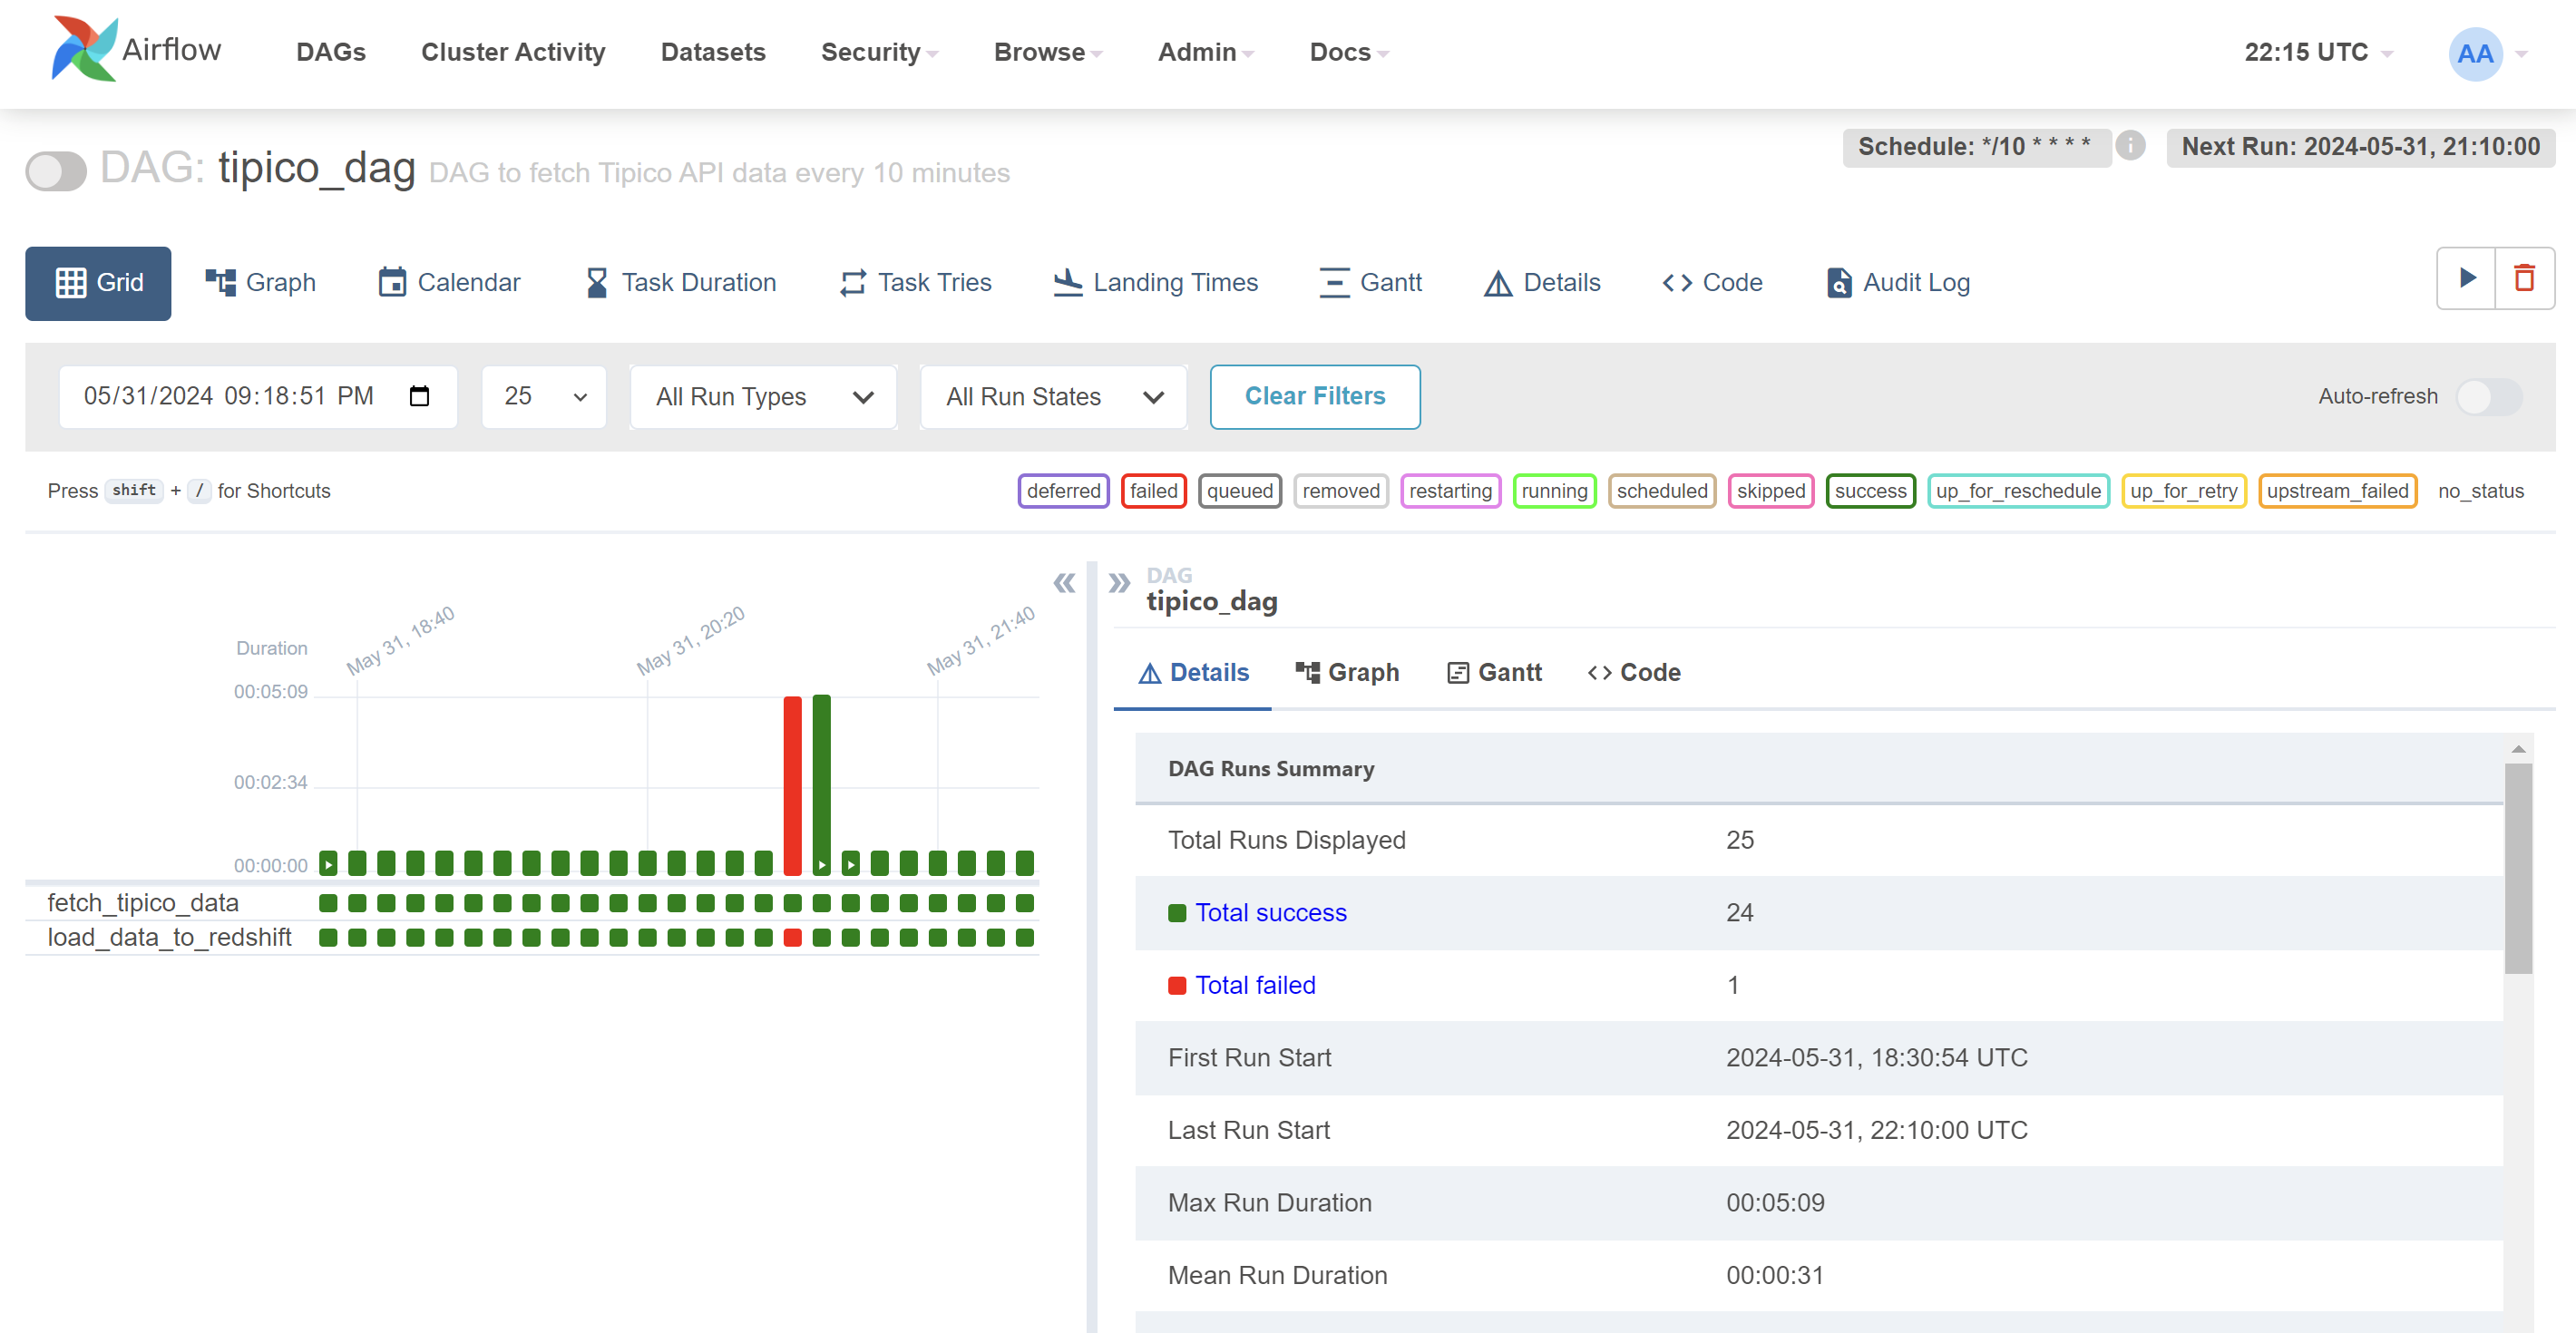 Airflow DAGs Cluster Activity Datasets Security Browse Admin Docs 22:15 UTC AA
DAG: tipico_dag DAG to fetch Tipico API data every 10 minutes Schedule: */10 * * * * Next Run: 2024-05-31, 21:10:00
Grid Graph Calendar Task Duration Task Tries Landing Times Gantt Details Code Audit Log
05/31/2024 09:18:51 PM 25 All Run Types All Run States Clear Filters Auto-refresh
Press shift + / for Shortcuts deferred failed queued removed restarting running scheduled skipped success up_for_reschedule up_for_retry upstream_failed no_status
Duration
May 31, 18:40 May 31, 20:20 May 31, 21:40
00:05:09
00:02:34
00:00:00
fetch_tipico_data
load_data_to_redshift
DAG
tipico_dag
Details Graph Gantt Code
DAG Runs Summary
Total Runs Displayed 25
Total success 24
Total failed 1
First Run Start 2024-05-31, 18:30:54 UTC
Last Run Start 2024-05-31, 22:10:00 UTC
Max Run Duration 00:05:09
Mean Run Duration 00:00:31